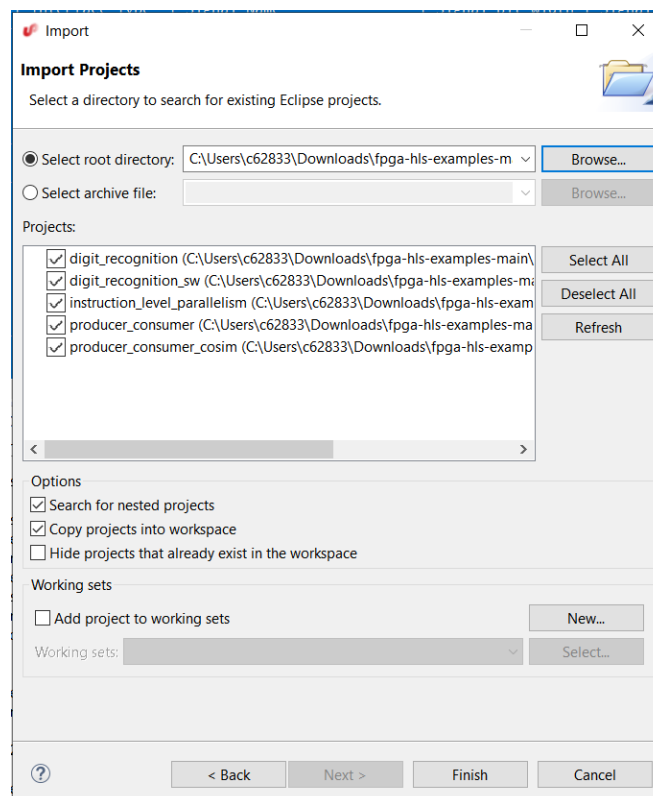 Import
Import Projects
Select a directory to search for existing Eclipse projects.
Select root directory: C:\Users\c62833\Downloads\fpga-hls-examples-m Browse...
Select archive file: Browse...
Projects:
digit_recognition (C:\Users\c62833\Downloads\fpga-hls-examples-main\ Select All
digit_recognition_sw (C:\Users\c62833\Downloads\fpga-hls-examples-ma
instruction_level_parallelism (C:\Users\c62833\Downloads\fpga-hls-exam Deselect All
producer_consumer (C:\Users\c62833\Downloads\fpga-hls-examples-ma Refresh
producer_consumer_cosim (C:\Users\c62833\Downloads\fpga-hls-examp
Options
Search for nested projects
Copy projects into workspace
Hide projects that already exist in the workspace
Working sets
Add project to working sets New...
Working sets: Select...
? < Back Next > Finish Cancel